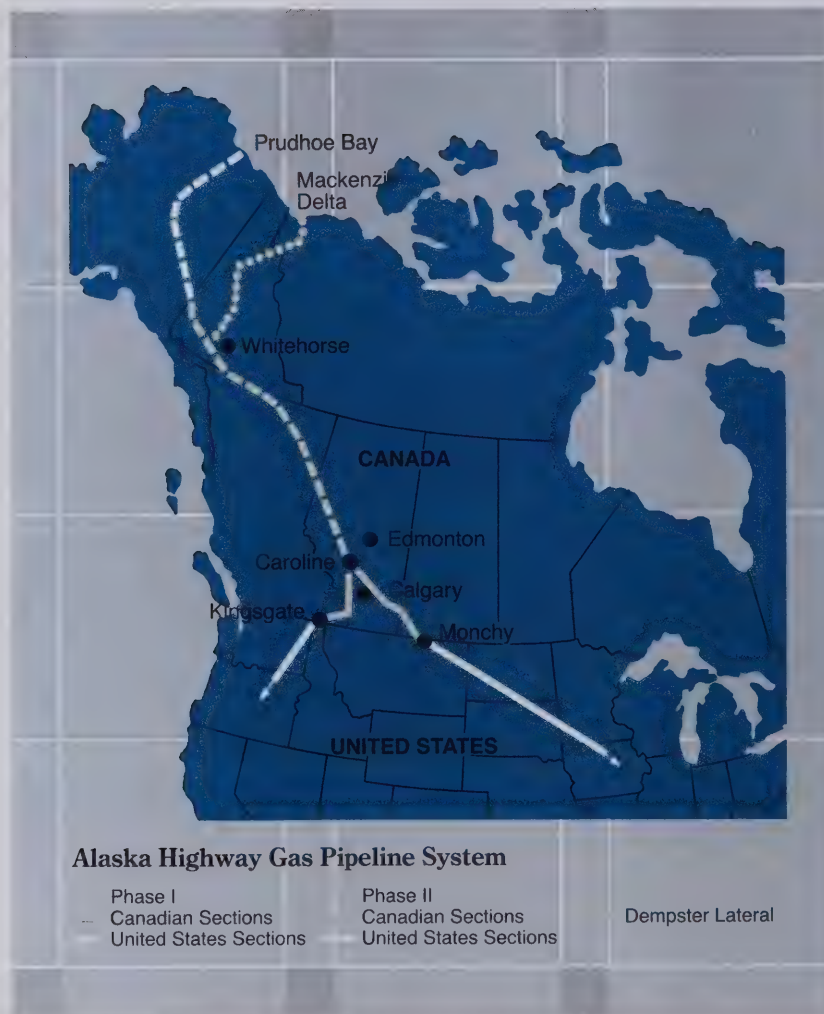 Prudhoe Bay
Mackenzi
Delta
Whitehorse
CANADA
Edmonton
Caroline
Calgary
Kingsgate
Monchy
UNITED STATES
Alaska Highway Gas Pipeline System
Phase I
Canadian Sections
United States Sections
Phase II
Canadian Sections
United States Sections
Dempster Lateral